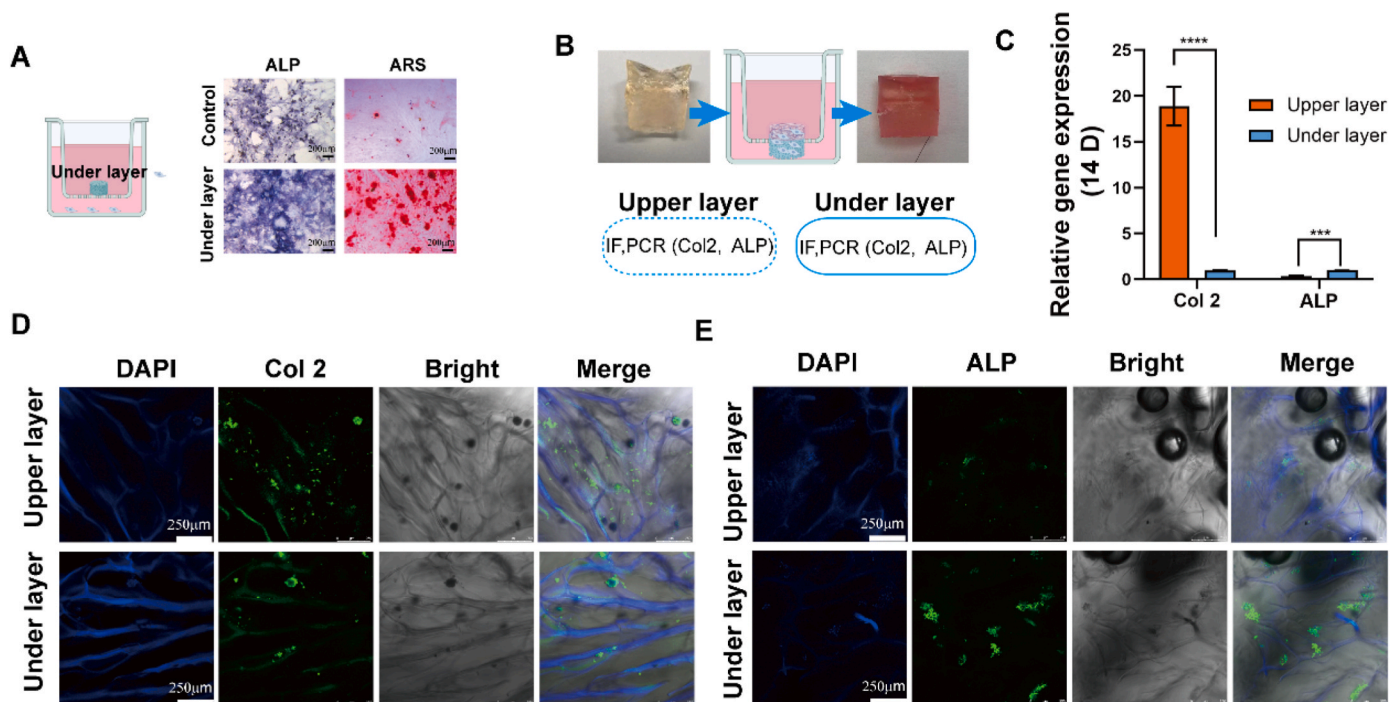 A
ALP
ARS
Control
Under layer
200μm
200μm
Under layer
200μm
200μm
B
Upper layer
Under layer
IF,PCR (Col2, ALP)
IF,PCR (Col2, ALP)
C
Relative gene expression
(14 D)
25
20
15
10
5
0
****
***
Col 2
ALP
Upper layer
Under layer
D
DAPI
Col 2
Bright
Merge
Upper layer
250μm
Under layer
250μm
E
DAPI
ALP
Bright
Merge
Upper layer
250μm
Under layer
250μm